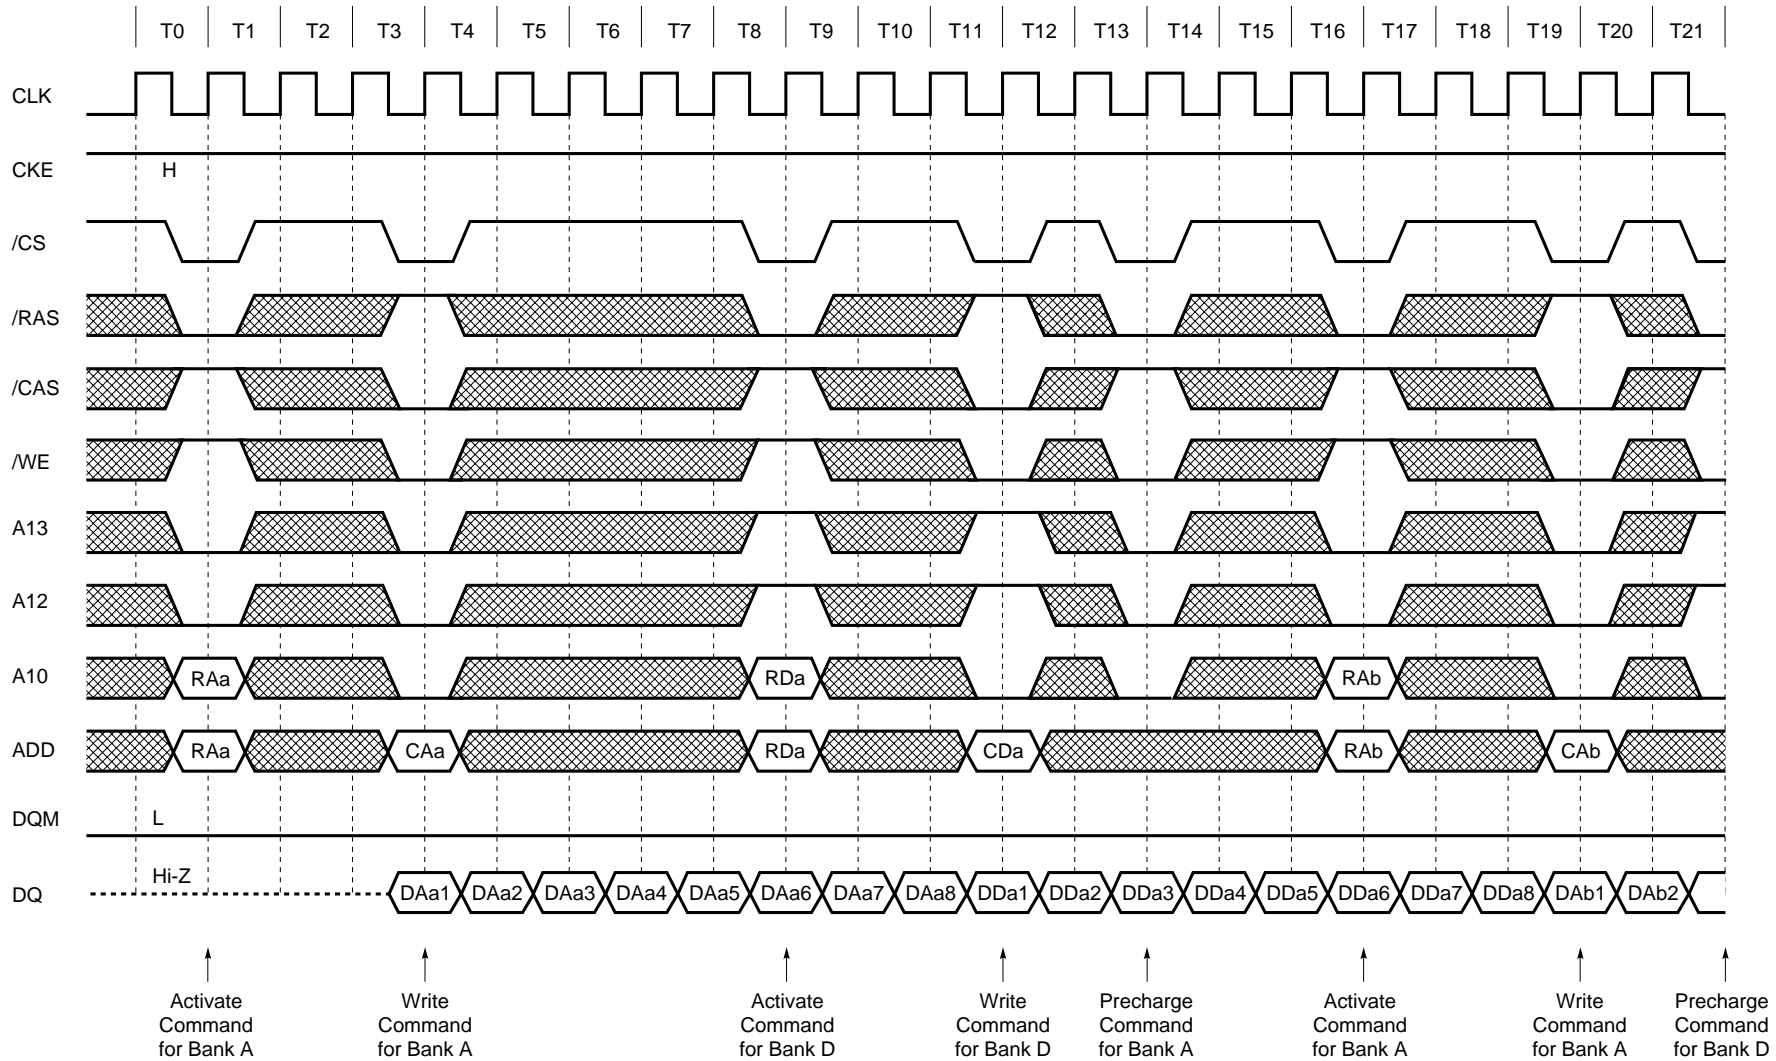 T0 T1 T2 T3 T4 T5 T6 T7 T8 T9 T10 T11 T12 T13 T14 T15 T16 T17 T18 T19 T20 T21
CLK
CKE H
/CS
/RAS
/CAS
/WE
A13
A12
A10 RAa RDa RAb
ADD RAa CAa RDa CDa RAb CAb
DQM L
DQ Hi-Z DAa1 DAa2 DAa3 DAa4 DAa5 DAa6 DAa7 DAa8 DDa1 DDa2 DDa3 DDa4 DDa5 DDa6 DDa7 DDa8 DAb1 DAb2
Activate
Command
for Bank A
Write
Command
for Bank A
Activate
Command
for Bank D
Write
Command
for Bank D
Precharge
Command
for Bank A
Activate
Command
for Bank A
Write
Command
for Bank A
Precharge
Command
for Bank D